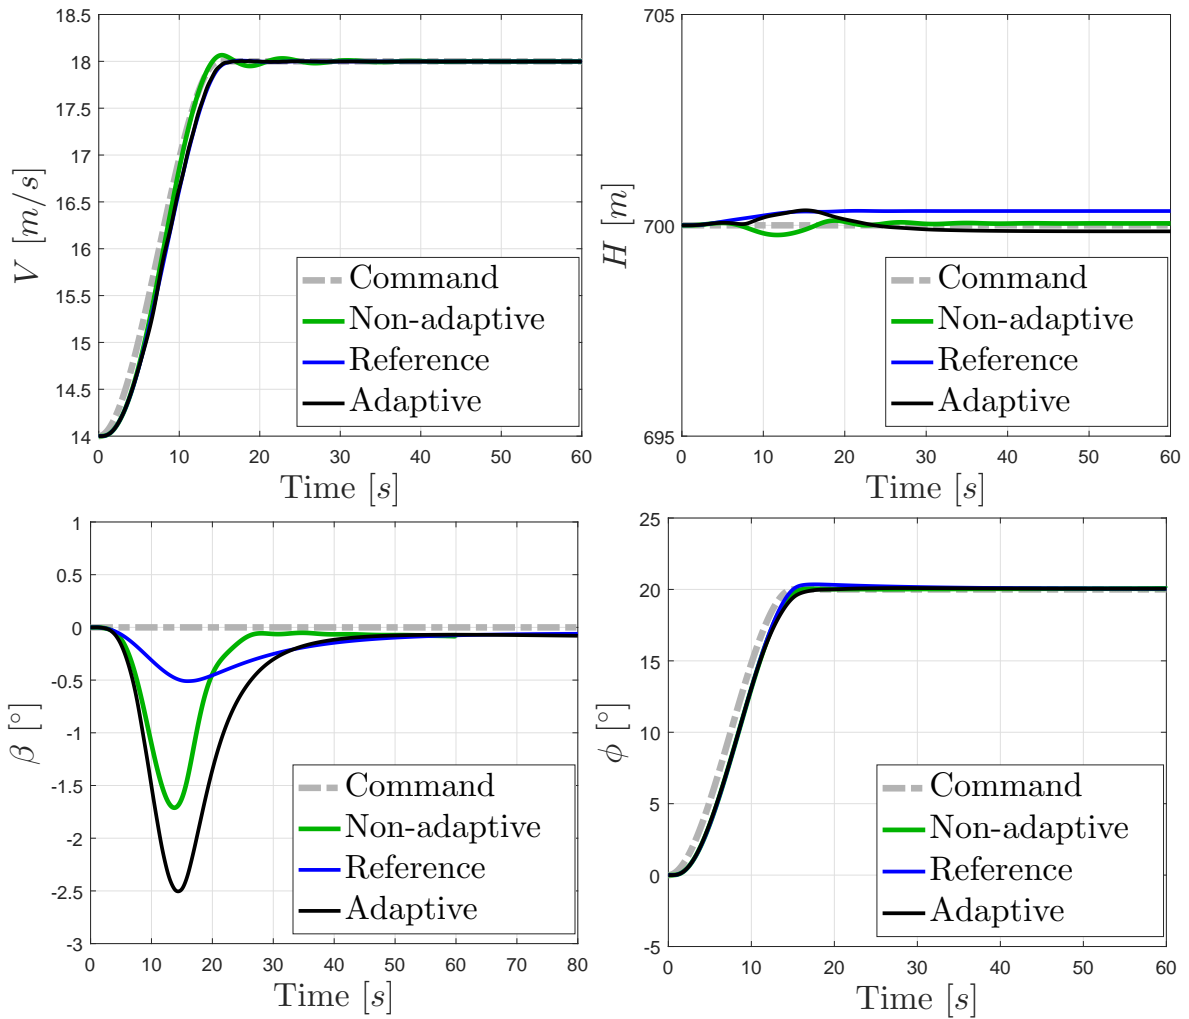 18.5
18
17.5
17
16.5
16
15.5
15
14.5
14
V [m/s]
0 10 20 30 40 50 60
Time [s]
Command
Non-adaptive
Reference
Adaptive
705
700
695
H [m]
0 10 20 30 40 50 60
Time [s]
Command
Non-adaptive
Reference
Adaptive
1
0.5
0
-0.5
-1
-1.5
-2
-2.5
-3
β [°]
0 10 20 30 40 50 60 70 80
Time [s]
Command
Non-adaptive
Reference
Adaptive
25
20
15
10
5
0
-5
ϕ [°]
0 10 20 30 40 50 60
Time [s]
Command
Non-adaptive
Reference
Adaptive